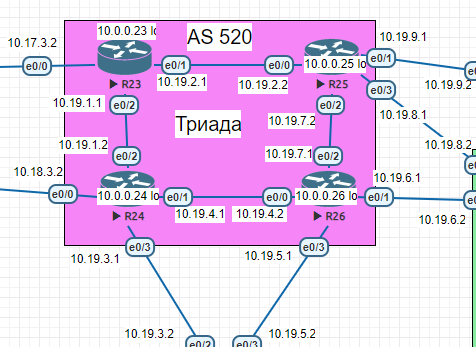 10.0.0.23 lo
AS 520
10.17.3.2
10.19.9.1
e0/0
e0/1
e0/0
10.0.0.25 lo
e0/1
R23
10.19.2.1
10.19.2.2
R25
10.19.9.2
e0/3
10.19.1.1
e0/2
e0/2
10.19.8.1
Триада
10.19.7.2
10.19.1.2
10.19.8.2
e0/2
10.19.7.1
e0/2
10.18.3.2
10.19.6.1
e0/0
10.0.0.24 lo
e0/1
e0/0
10.0.0.26 lo
e0/1
R24
10.19.4.1
10.19.4.2
R26
10.19.6.2
e0/3
e0/3
10.19.3.1
10.19.5.1
10.19.3.2
10.19.5.2
e0/2
e0/3